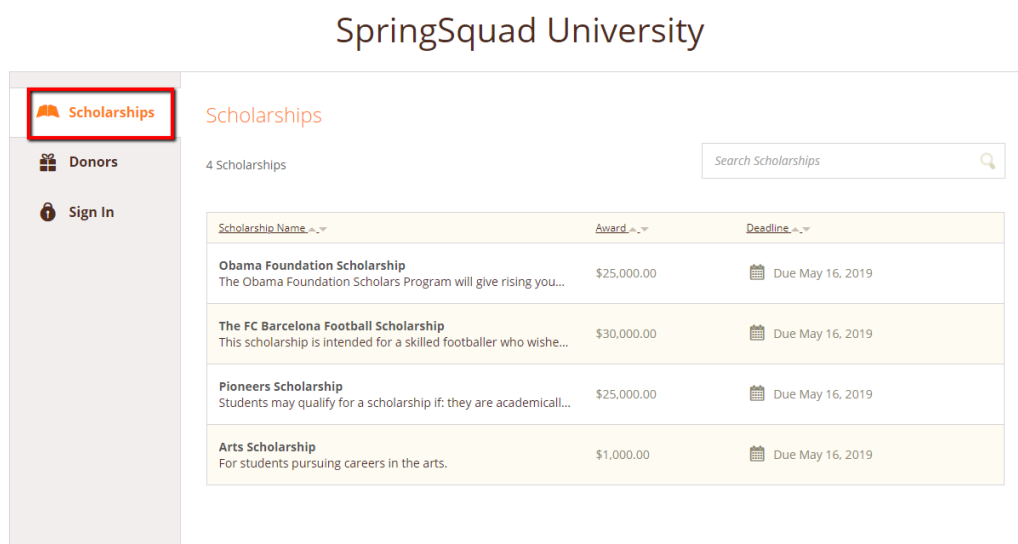 SpringSquad University
Scholarships
Donors
Sign In
Scholarships
4 Scholarships
Search Scholarships
Scholarship Name Award Deadline
Obama Foundation Scholarship
The Obama Foundation Scholars Program will give rising you...
$25,000.00
Due May 16, 2019
The FC Barcelona Football Scholarship
This scholarship is intended for a skilled footballer who wishe...
$30,000.00
Due May 16, 2019
Pioneers Scholarship
Students may qualify for a scholarship if: they are academicall...
$25,000.00
Due May 16, 2019
Arts Scholarship
For students pursuing careers in the arts.
$1,000.00
Due May 16, 2019